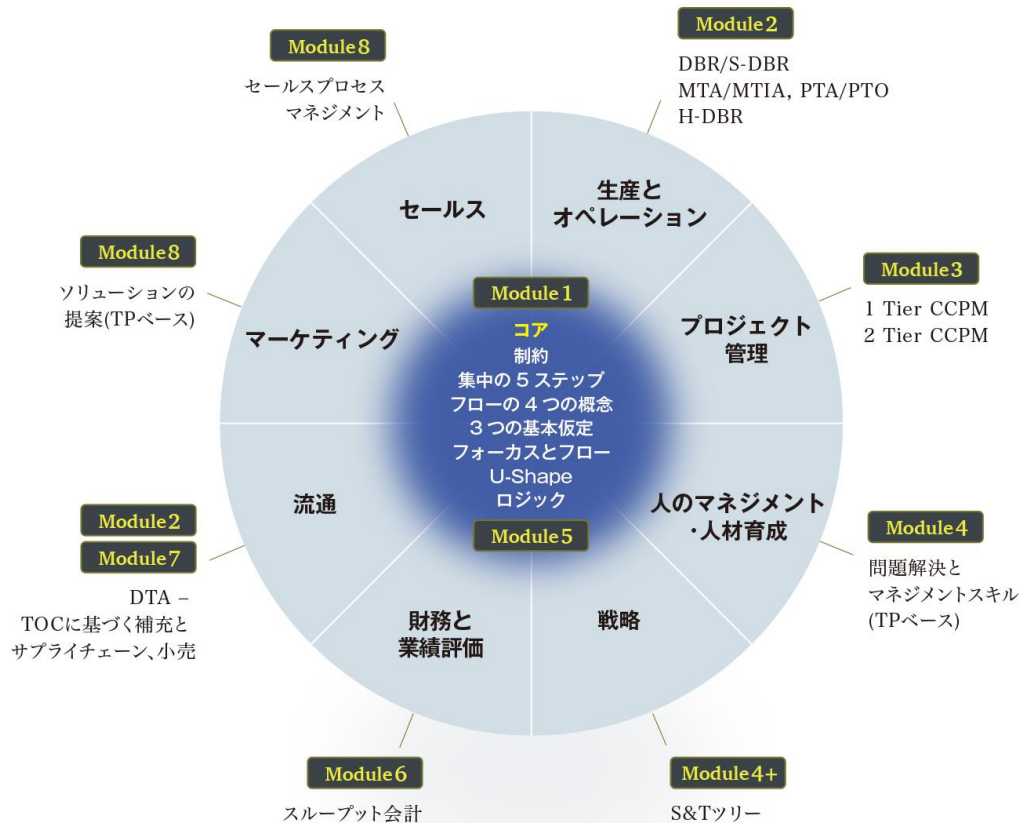 Module8
セールスプロセス
マネジメント
Module2
DBR/S-DBR
MTA/MTIA, PTA/PTO
H-DBR
セールス
生産と
オペレーション
Module8
ソリューションの
提案(TPベース)
マーケティング
Module3
1 Tier CCPM
2 Tier CCPM
プロジェクト
管理
Module1
コア
制約
集中の5ステップ
フローの4つの概念
3つの基本仮定
フォーカスとフロー
U-Shape
ロジック
Module5
流通
Module2
Module7
DTA –
TOCに基づく補充と
サプライチェーン、小売
人のマネジメント
・人材育成
Module4
問題解決と
マネジメントスキル
(TPベース)
財務と
業績評価
戦略
Module6
スループット会計
Module4+
S&Tツリー